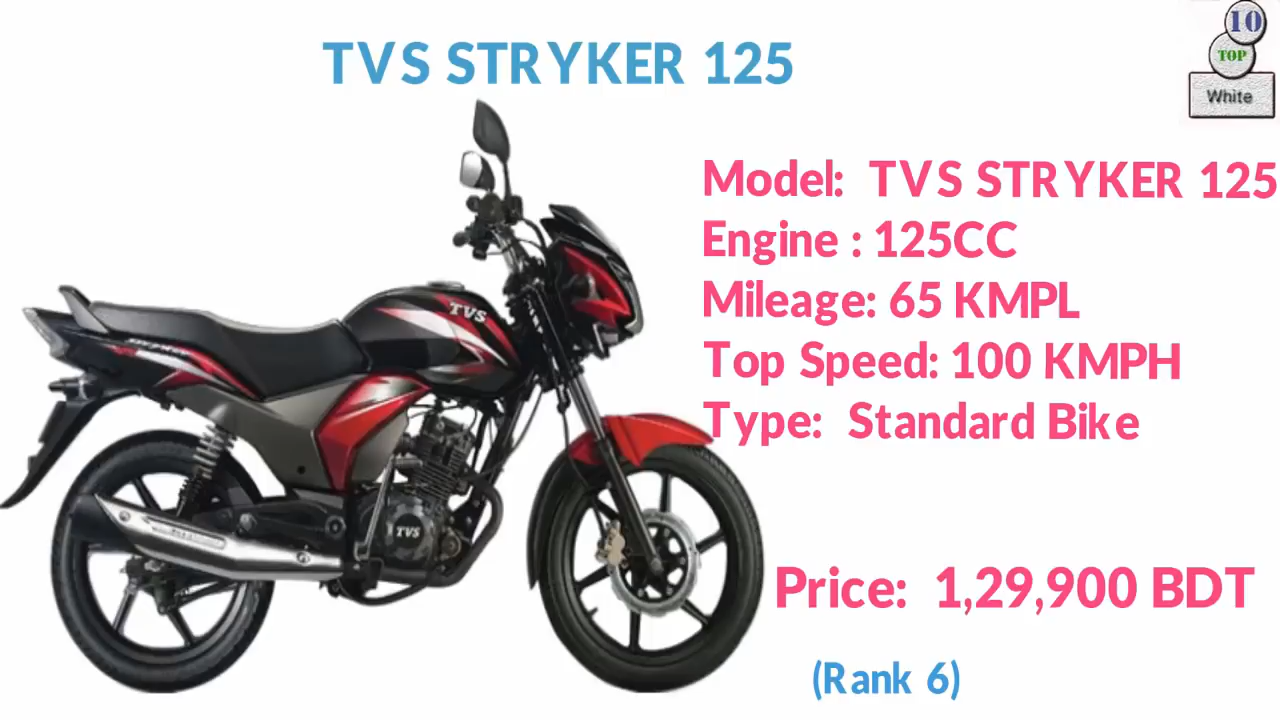 TVS STRYKER 125
10
TOP
White
Model: TVS STRYKER 125
Engine : 125CC
Mileage: 65 KMPL
Top Speed: 100 KMPH
Type: Standard Bike
TVS
STRYKER
TVS
Price: 1,29,900 BDT
(Rank 6)